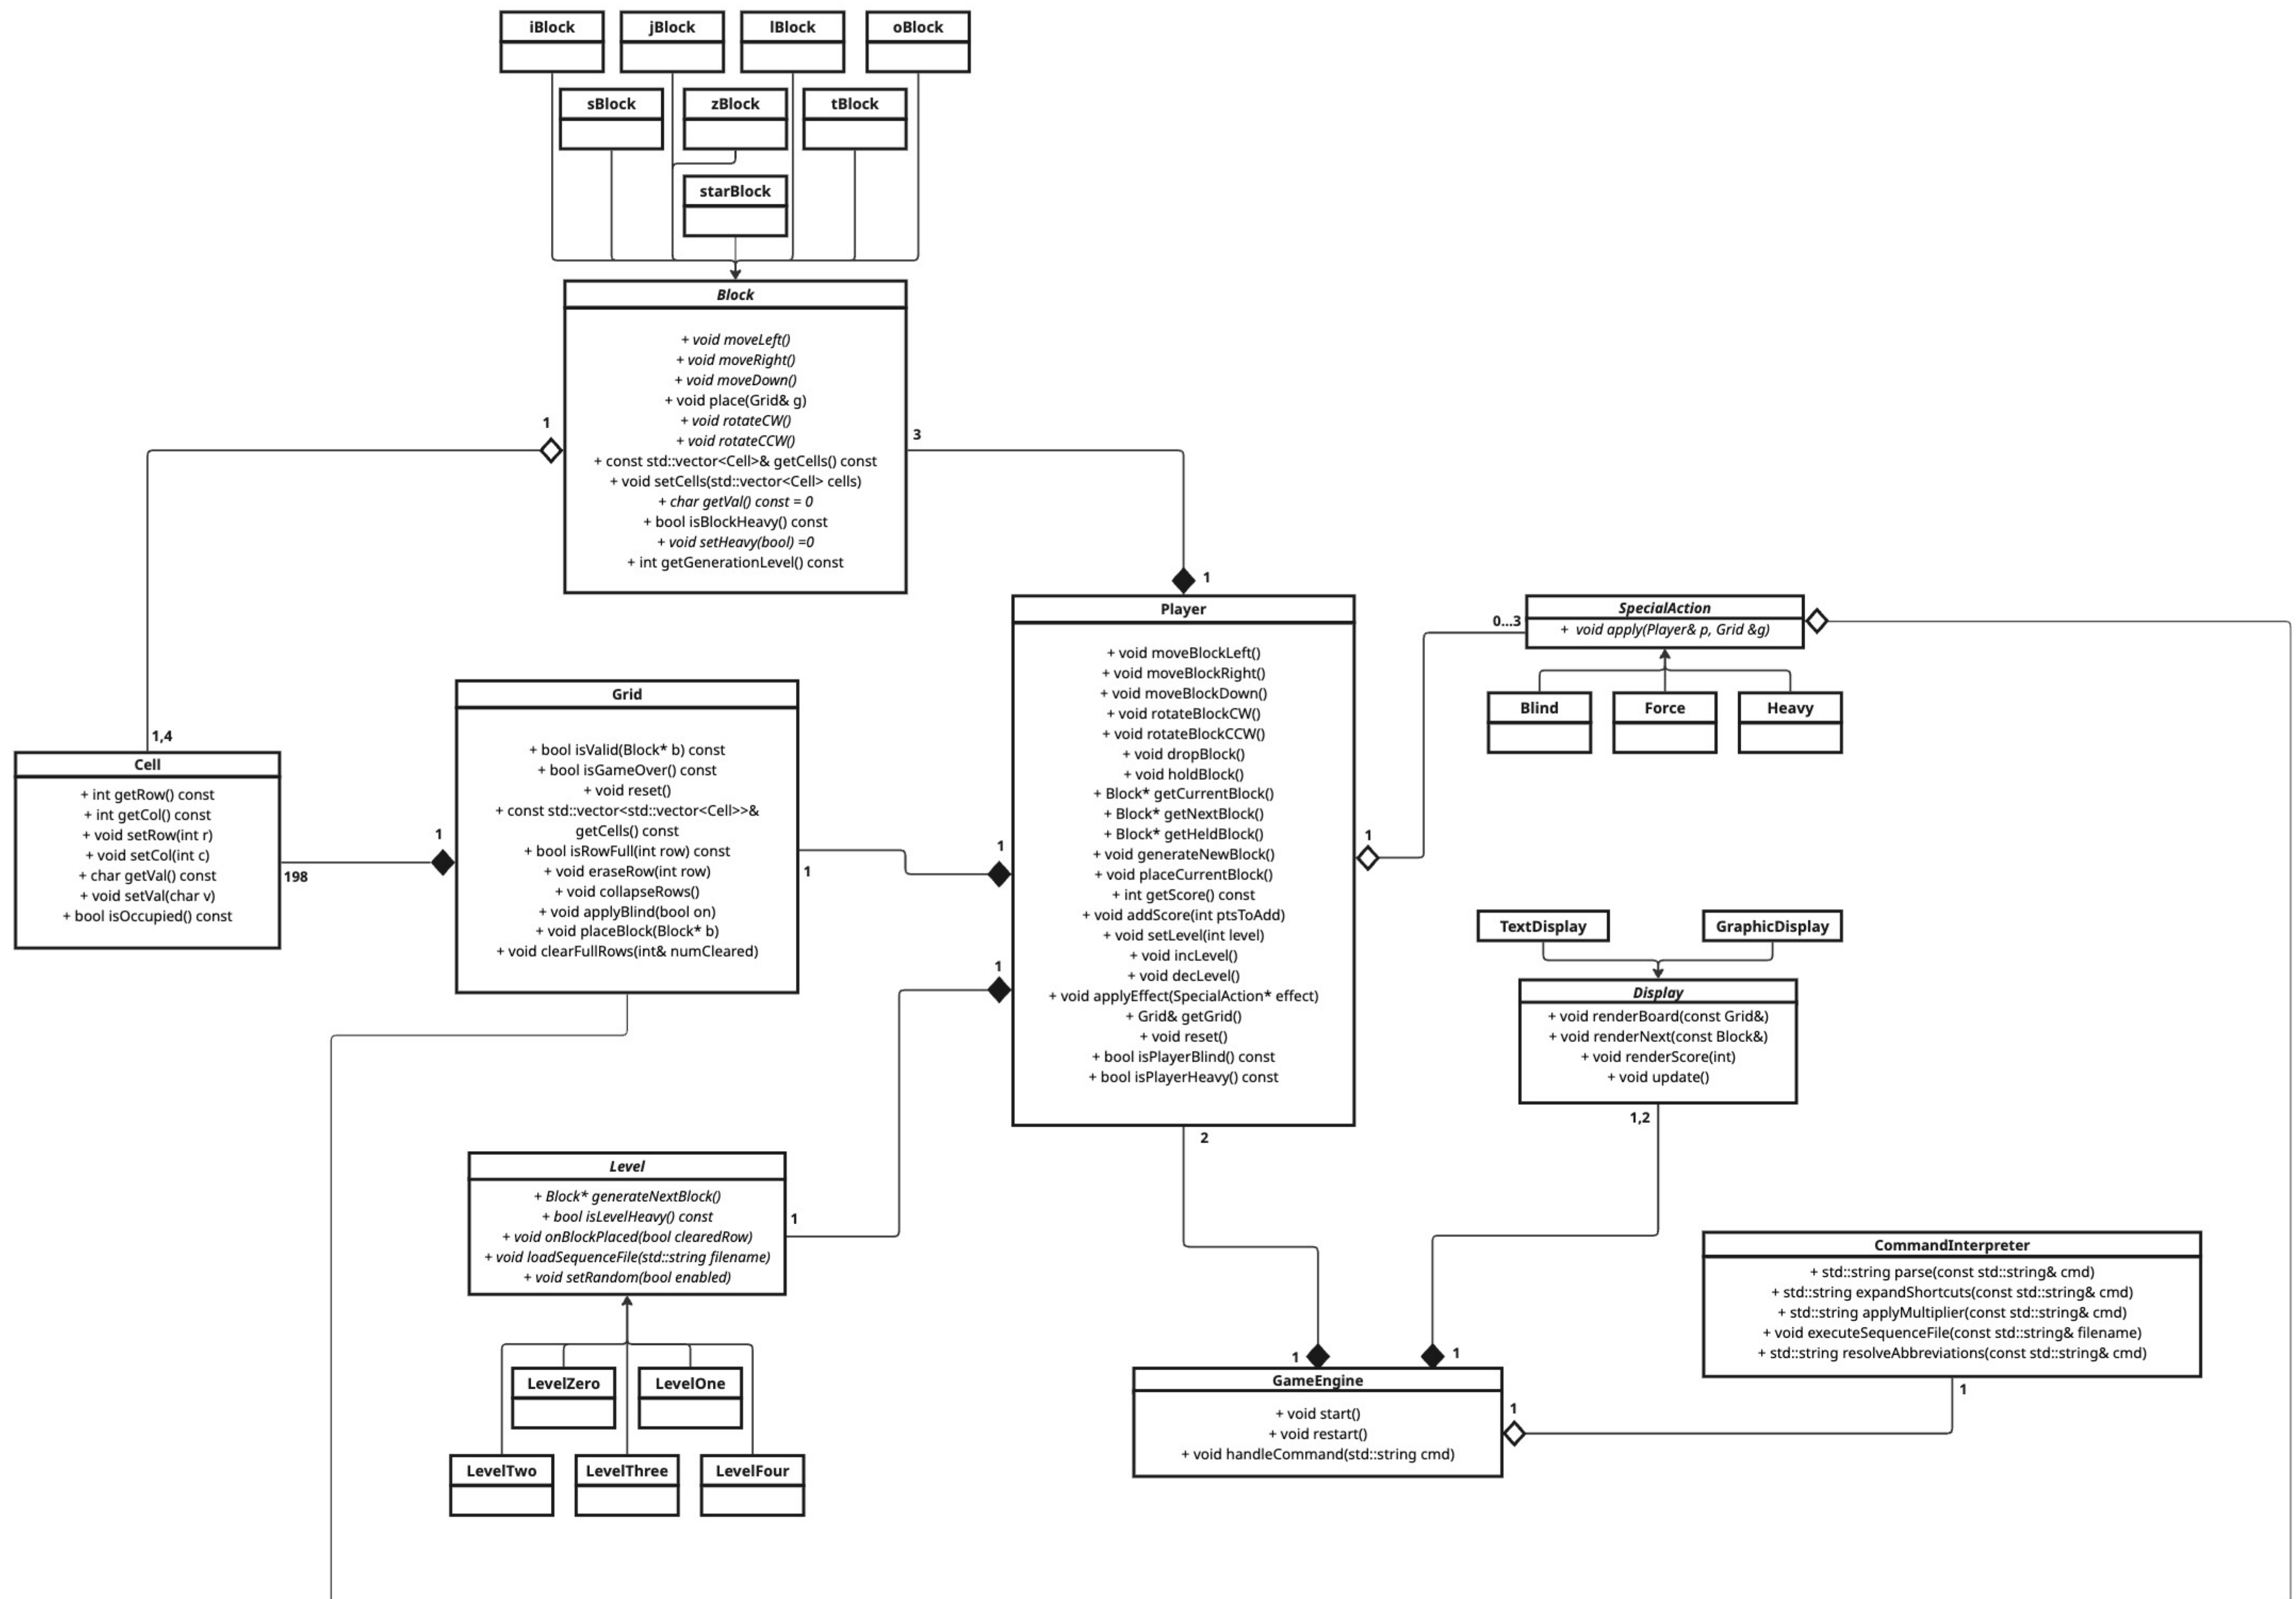 iBlock
jBlock
lBlock
oBlock
sBlock
zBlock
tBlock
starBlock
Block
+ void moveLeft()
+ void moveRight()
+ void moveDown()
+ void place(Grid& g)
+ void rotateCW()
+ void rotateCCW()
+ const std::vector<Cell>& getCells() const
+ void setCells(std::vector<Cell> cells)
+ char getVal() const = 0
+ bool isBlockHeavy() const
+ void setHeavy(bool) =0
+ int getGenerationLevel() const
1
3
1
1,4
Cell
+ int getRow() const
+ int getCol() const
+ void setRow(int r)
+ void setCol(int c)
+ char getVal() const
+ void setVal(char v)
+ bool isOccupied() const
198
1
Grid
+ bool isValid(Block* b) const
+ bool isGameOver() const
+ void reset()
+ const std::vector<std::vector<Cell>>&
getCells() const
+ bool isRowFull(int row) const
+ void eraseRow(int row)
+ void collapseRows()
+ void applyBlind(bool on)
+ void placeBlock(Block* b)
+ void clearFullRows(int& numCleared)
1
1
1
Player
+ void moveBlockLeft()
+ void moveBlockRight()
+ void moveBlockDown()
+ void rotateBlockCW()
+ void rotateBlockCCW()
+ void dropBlock()
+ void holdBlock()
+ Block* getCurrentBlock()
+ Block* getNextBlock()
+ Block* getHeldBlock()
+ void generateNewBlock()
+ void placeCurrentBlock()
+ int getScore() const
+ void addScore(int ptsToAdd)
+ void setLevel(int level)
+ void incLevel()
+ void decLevel()
+ void applyEffect(SpecialAction* effect)
+ Grid& getGrid()
+ void reset()
+ bool isPlayerBlind() const
+ bool isPlayerHeavy() const
2
1
0...3
SpecialAction
+ void apply(Player& p, Grid &g)
Blind
Force
Heavy
TextDisplay
GraphicDisplay
Display
+ void renderBoard(const Grid&)
+ void renderNext(const Block&)
+ void renderScore(int)
+ void update()
1,2
Level
+ Block* generateNextBlock()
+ bool isLevelHeavy() const
+ void onBlockPlaced(bool clearedRow)
+ void loadSequenceFile(std::string filename)
+ void setRandom(bool enabled)
1
LevelZero
LevelOne
LevelTwo
LevelThree
LevelFour
CommandInterpreter
+ std::string parse(const std::string& cmd)
+ std::string expandShortcuts(const std::string& cmd)
+ std::string applyMultiplier(const std::string& cmd)
+ void executeSequenceFile(const std::string& filename)
+ std::string resolveAbbreviations(const std::string& cmd)
1
1
1
GameEngine
+ void start()
+ void restart()
+ void handleCommand(std::string cmd)
1